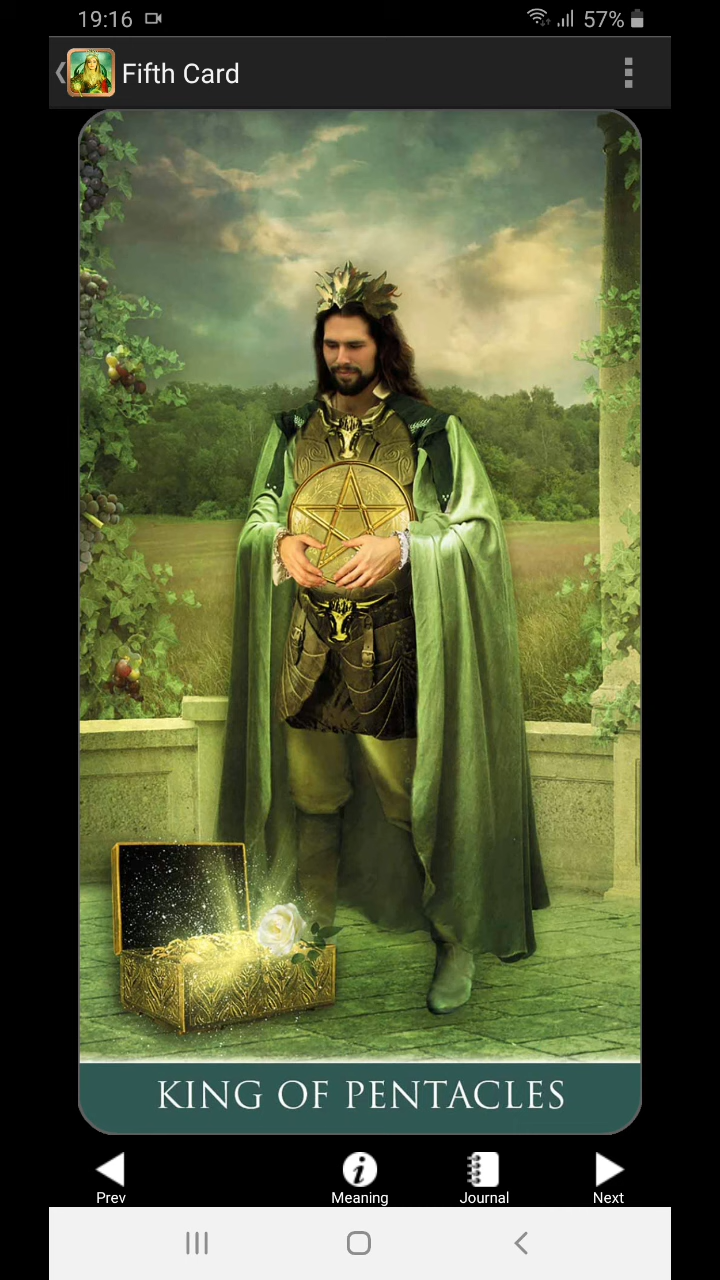 19:16
57%
Fifth Card
KING OF PENTACLES
Prev
Meaning
Journal
Next